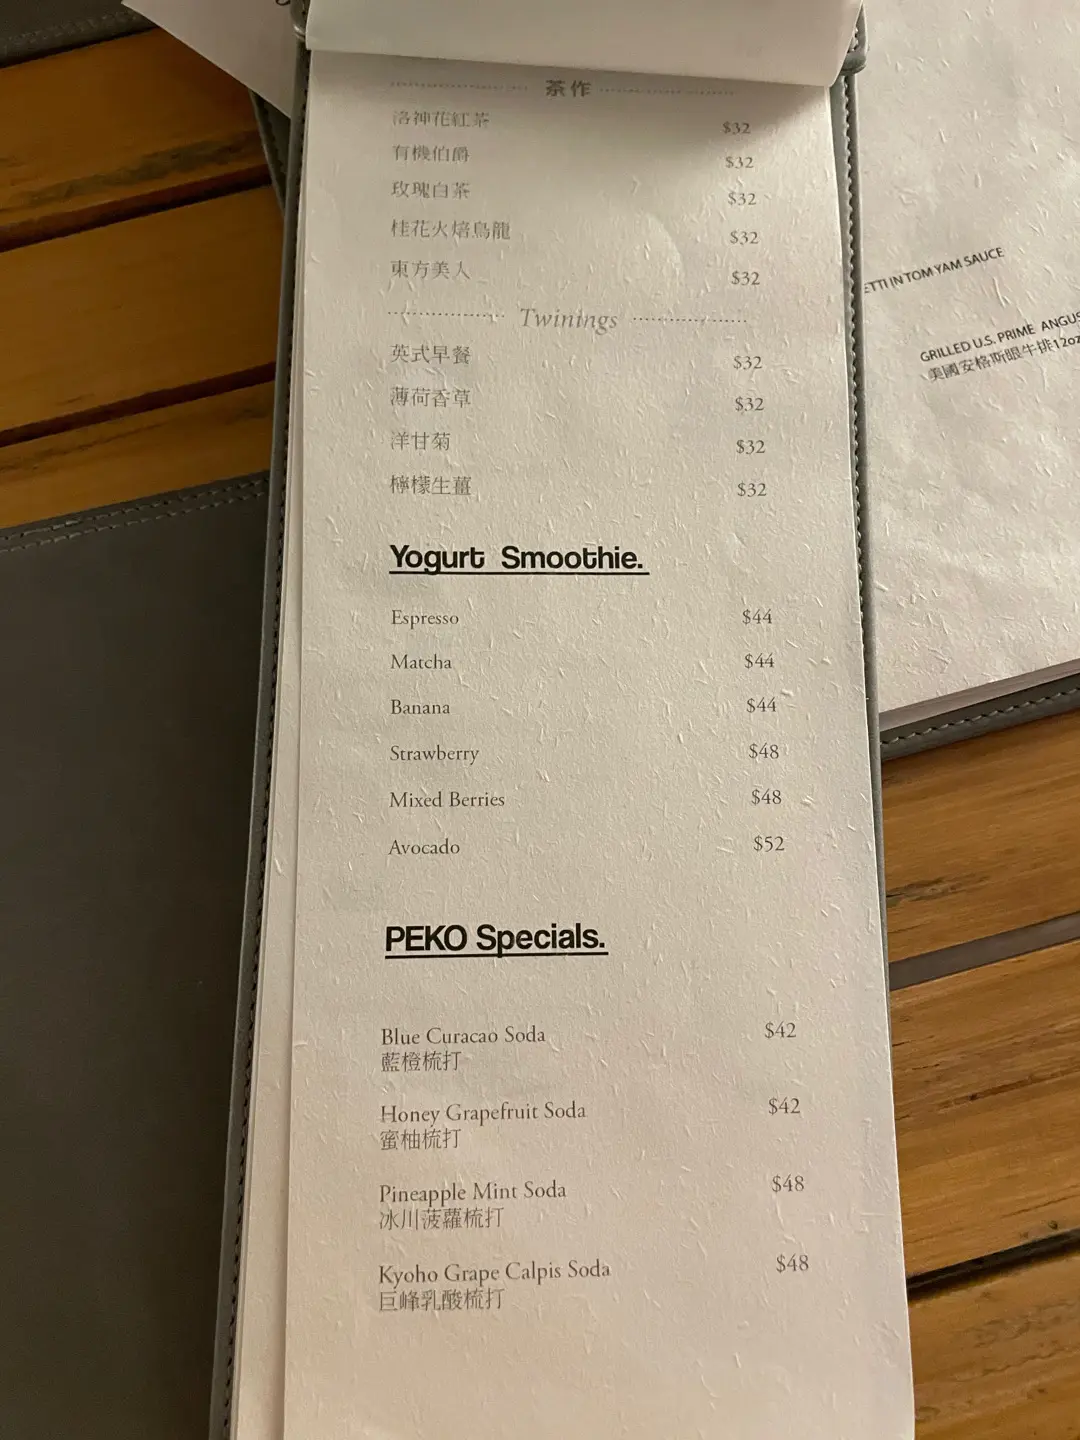 茶作
洛神花紅茶 $32
有機伯爵 $32
玫瑰白茶 $32
桂花火焙烏龍 $32
東方美人 $32
Twinings
英式早餐 $32
薄荷香草 $32
洋甘菊 $32
檸檬生薑 $32
Yogurt Smoothie.
Espresso $44
Matcha $44
Banana $44
Strawberry $48
Mixed Berries $48
Avocado $52
PEKO Specials.
Blue Curacao Soda $42
藍橙梳打
Honey Grapefruit Soda $42
蜜柚梳打
Pineapple Mint Soda $48
冰川菠蘿梳打
Kyoho Grape Calpis Soda $48
巨峰乳酸梳打
ETTI IN TOM YAM SAUCE
GRILLED U.S. PRIME ANGUS
美國安格斯眼牛排12oz